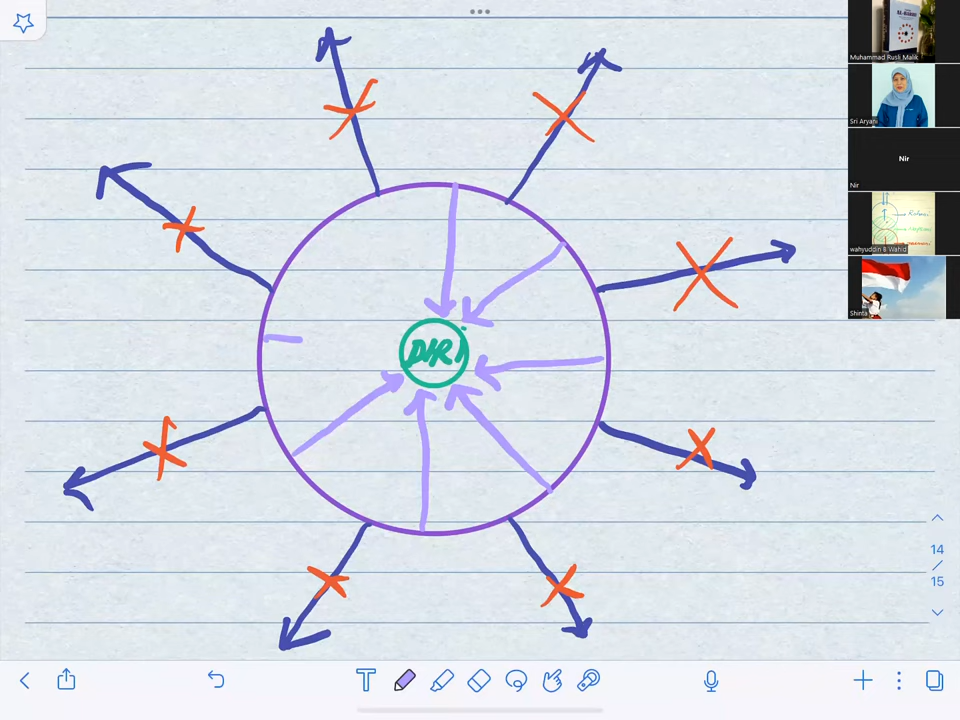 DIRi
Muhammad Rusli Malik
Sri Aryani
Nir
Nir
wahyuddin B Wahid
Shinta
14
/
15
T